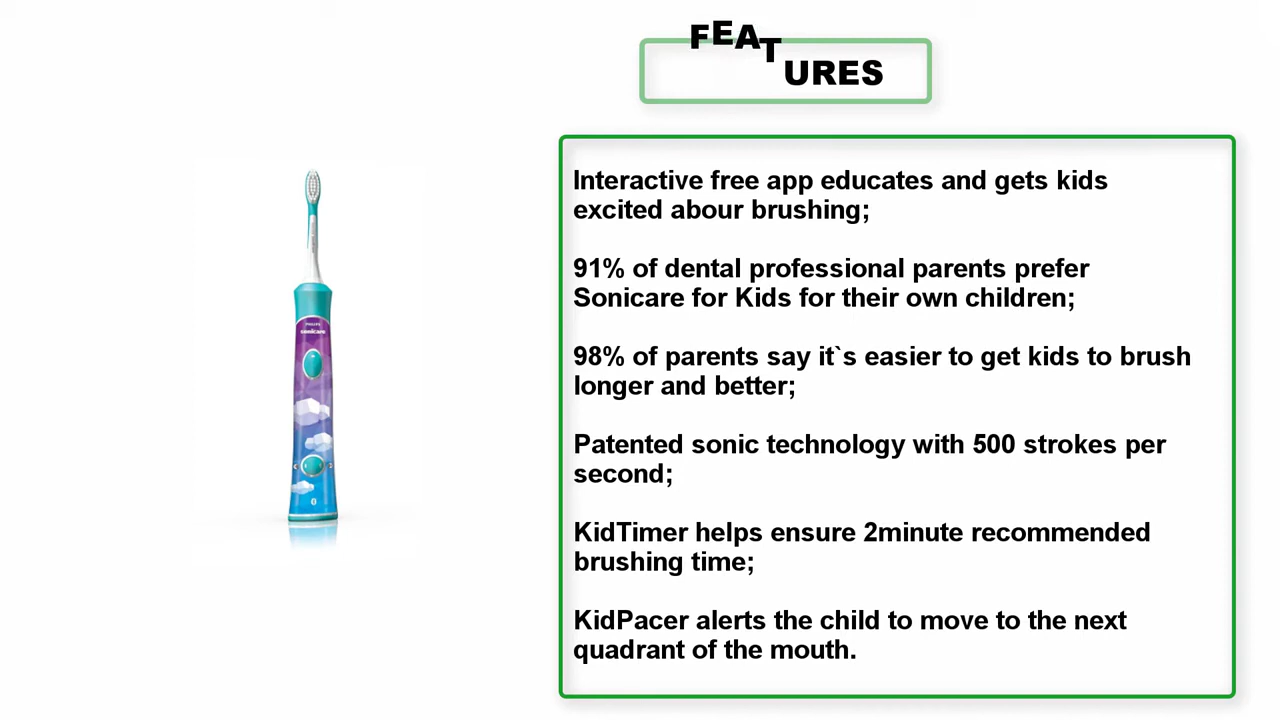 FEATURES
Interactive free app educates and gets kids
excited abour brushing;
91% of dental professional parents prefer
Sonicare for Kids for their own children;
98% of parents say it`s easier to get kids to brush
longer and better;
Patented sonic technology with 500 strokes per
second;
KidTimer helps ensure 2minute recommended
brushing time;
KidPacer alerts the child to move to the next
quadrant of the mouth.
PHILIPS
sonicare